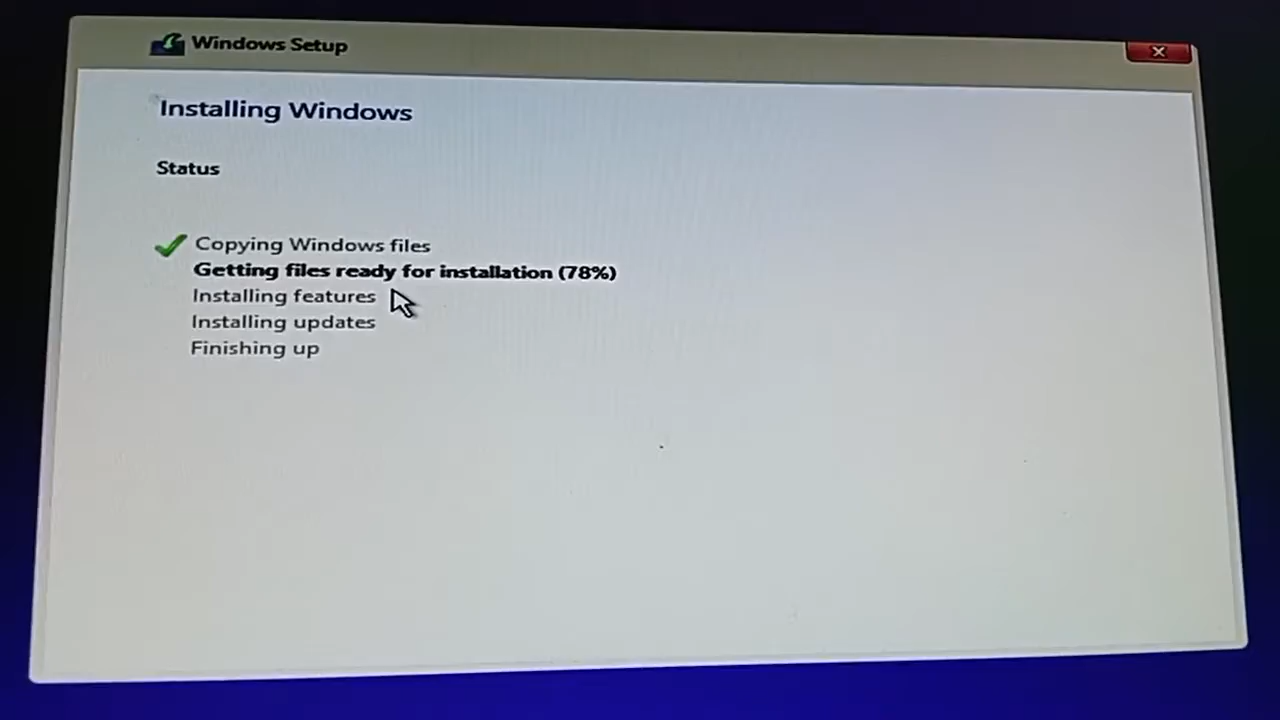 Windows Setup
Installing Windows
Status
Copying Windows files
Getting files ready for installation (78%)
Installing features
Installing updates
Finishing up